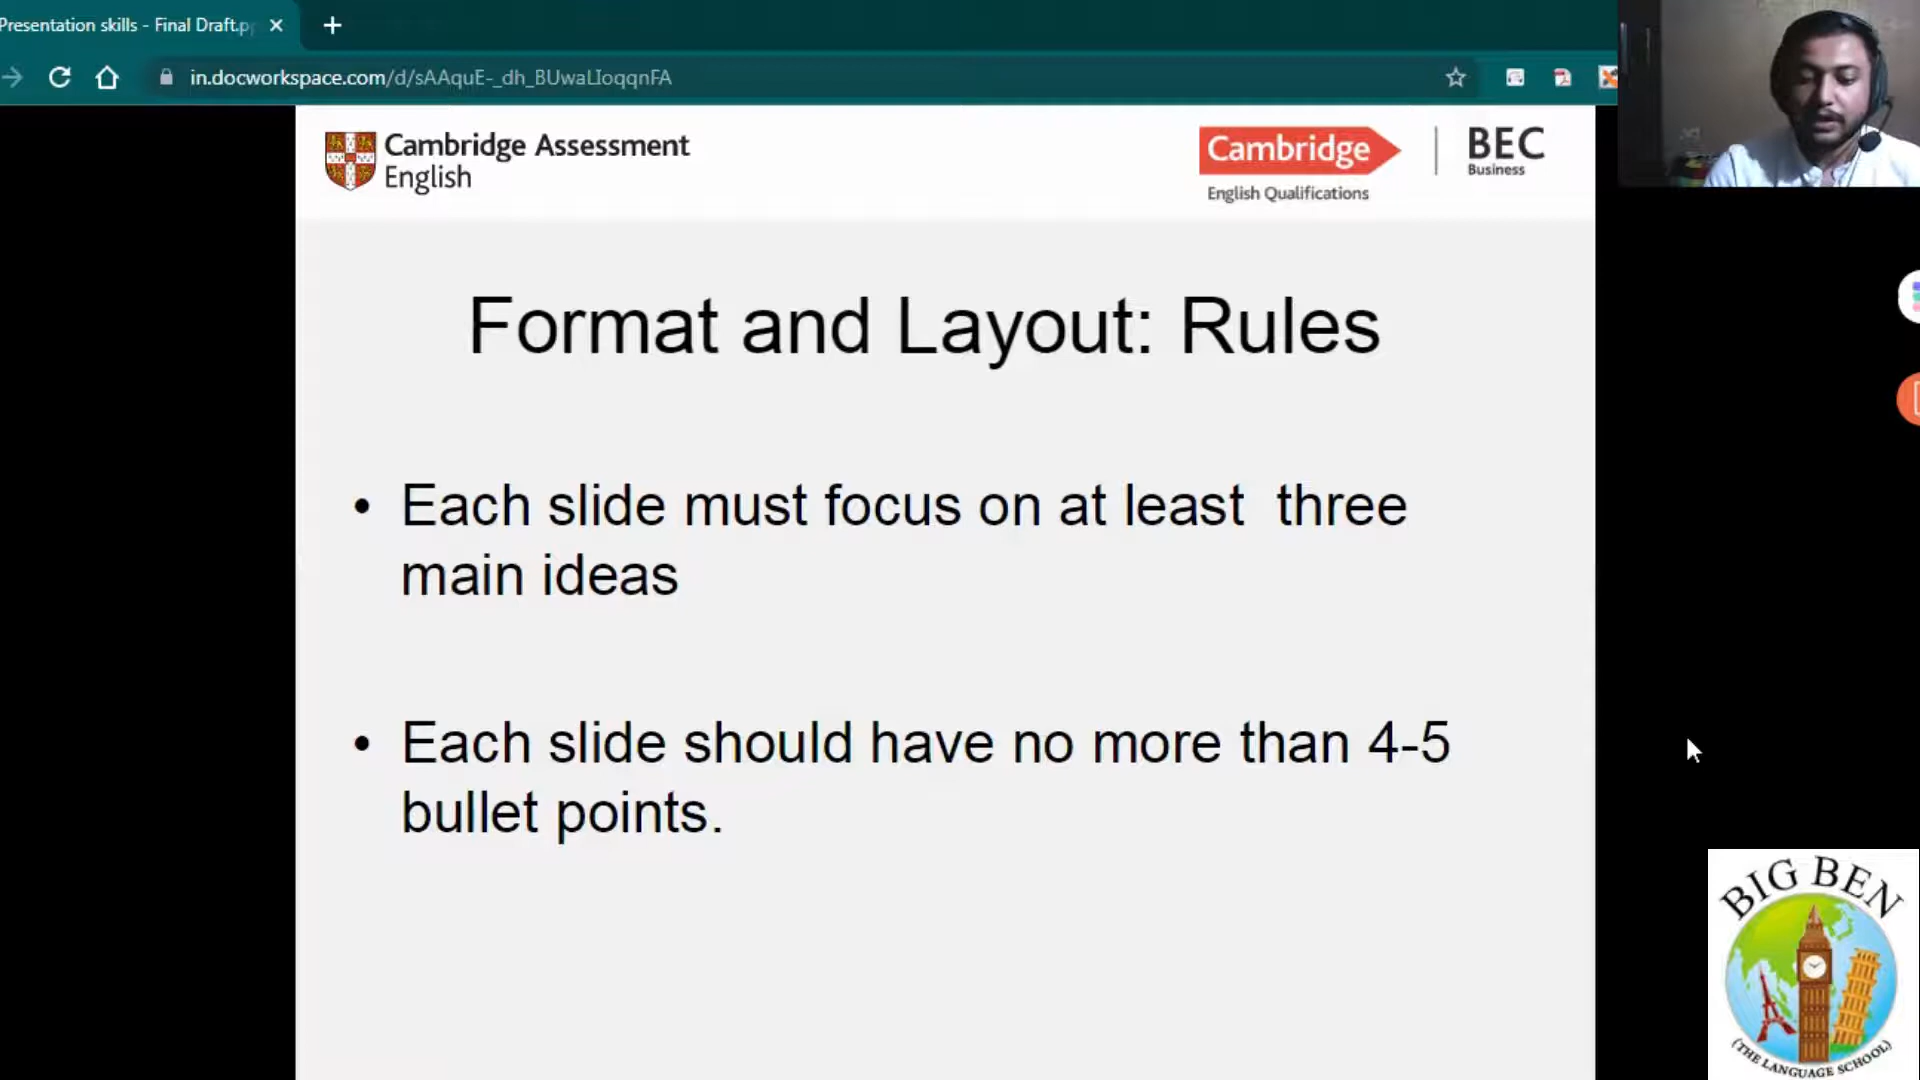 Presentation skills - Final Draft.p
in.docworkspace.com/d/sAAquE-_dh_BUwaLIoqqnFA
Cambridge Assessment
English
Cambridge
English Qualifications
BEC
Business
Format and Layout: Rules
• Each slide must focus on at least three
main ideas
• Each slide should have no more than 4-5
bullet points.
BIG BEN
(THE LANGUAGE SCHOOL)